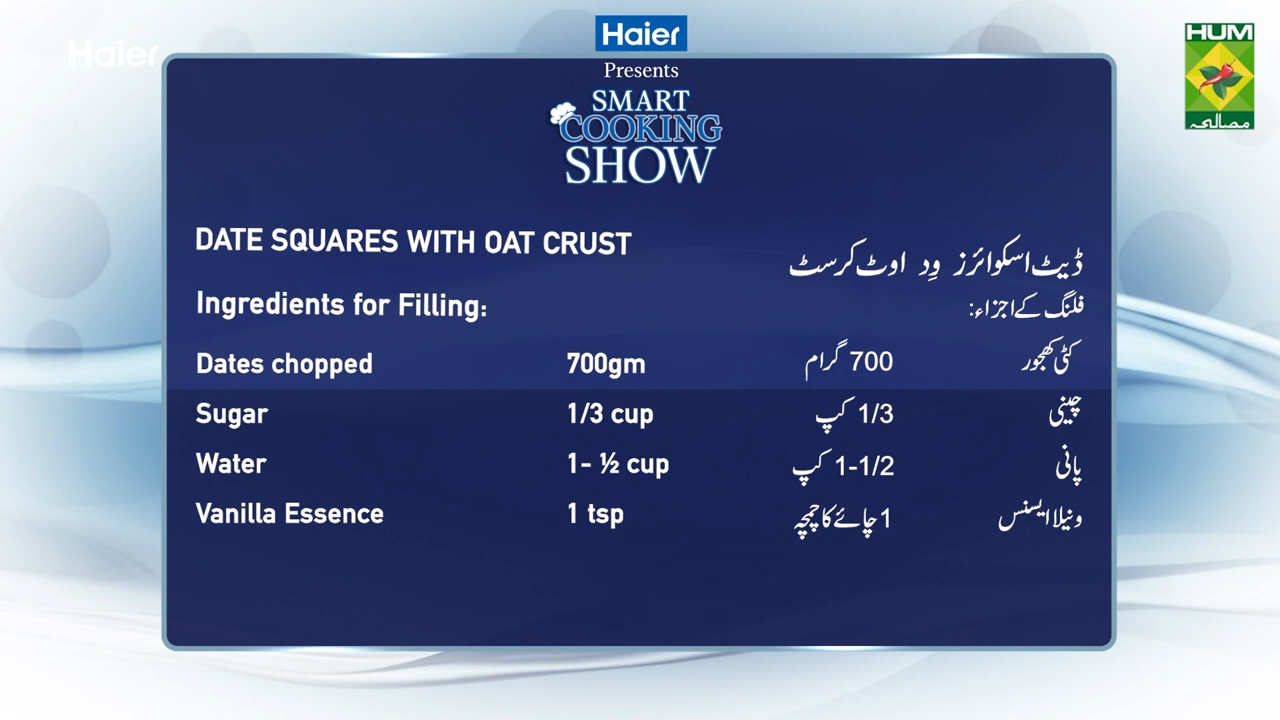 Haier
Haier
HUM
مصالحہ
Presents
SMART
COOKING
SHOW
DATE SQUARES WITH OAT CRUST
ڈیٹ اسکوائرز وِد اوٹ کرسٹ
Ingredients for Filling:
فلنگ کے اجزاء:
Dates chopped 700gm
کٹی کھجور 700 گرام
Sugar 1/3 cup
چینی 1/3 کپ
Water 1- ½ cup
پانی 1-1/2 کپ
Vanilla Essence 1 tsp
ونیلا ایسنس 1 چائے کا چمچہ